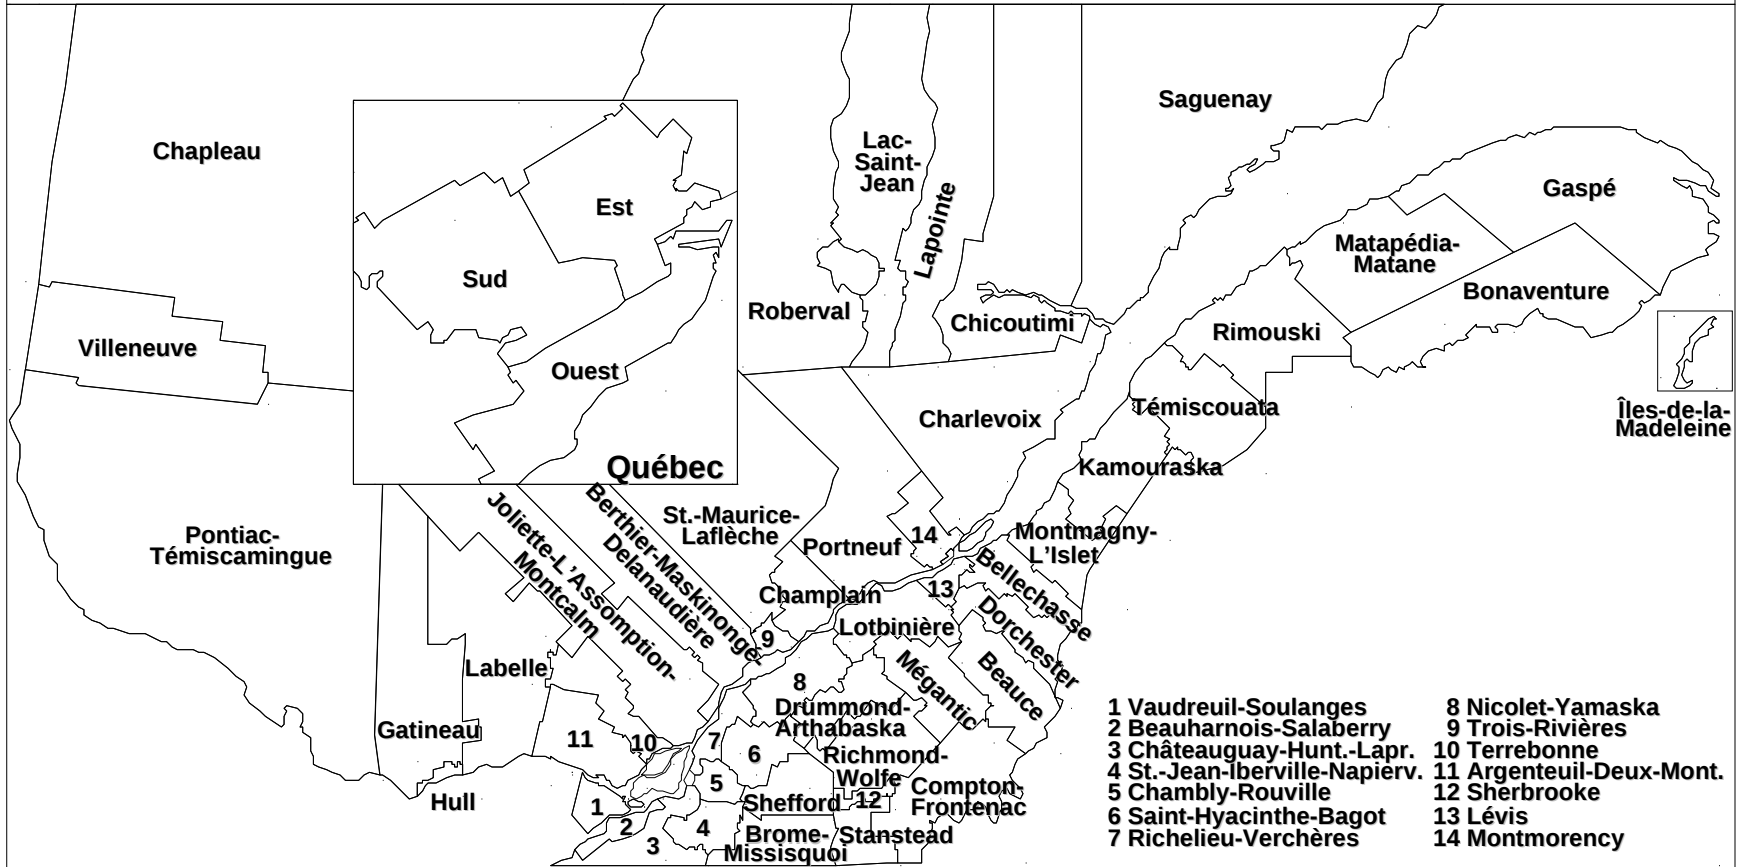 Chapleau
Saguenay
Lac-
Saint-
Jean
Lapointe
Gaspé
Est
Sud
Ouest
Québec
Matapédia-
Matane
Bonaventure
Rimouski
Roberval
Chicoutimi
Villeneuve
Charlevoix
Témiscouata
Îles-de-la-
Madeleine
Kamouraska
Pontiac-
Témiscamingue
Joliette-L'Assomption-
Montcalm
Berthier-Maskinongé-
Delanaudière
St.-Maurice-
Laflèche
Portneuf
14
Montmagny-
L'Islet
Bellechasse
13
Champlain
Dorchester
Lotbinière
9
Labelle
Mégantic
Beauce
8
Drummond-
Arthabaska
Gatineau
11
10
7
6
Richmond-
Wolfe
5
Compton-
Frontenac
Hull
1
Shefford
12
2
4
3
Brome-
Missisquoi
Stanstead
1 Vaudreuil-Soulanges
2 Beauharnois-Salaberry
3 Châteauguay-Hunt.-Lapr.
4 St.-Jean-Iberville-Napierv.
5 Chambly-Rouville
6 Saint-Hyacinthe-Bagot
7 Richelieu-Verchères
8 Nicolet-Yamaska
9 Trois-Rivières
10 Terrebonne
11 Argenteuil-Deux-Mont.
12 Sherbrooke
13 Lévis
14 Montmorency